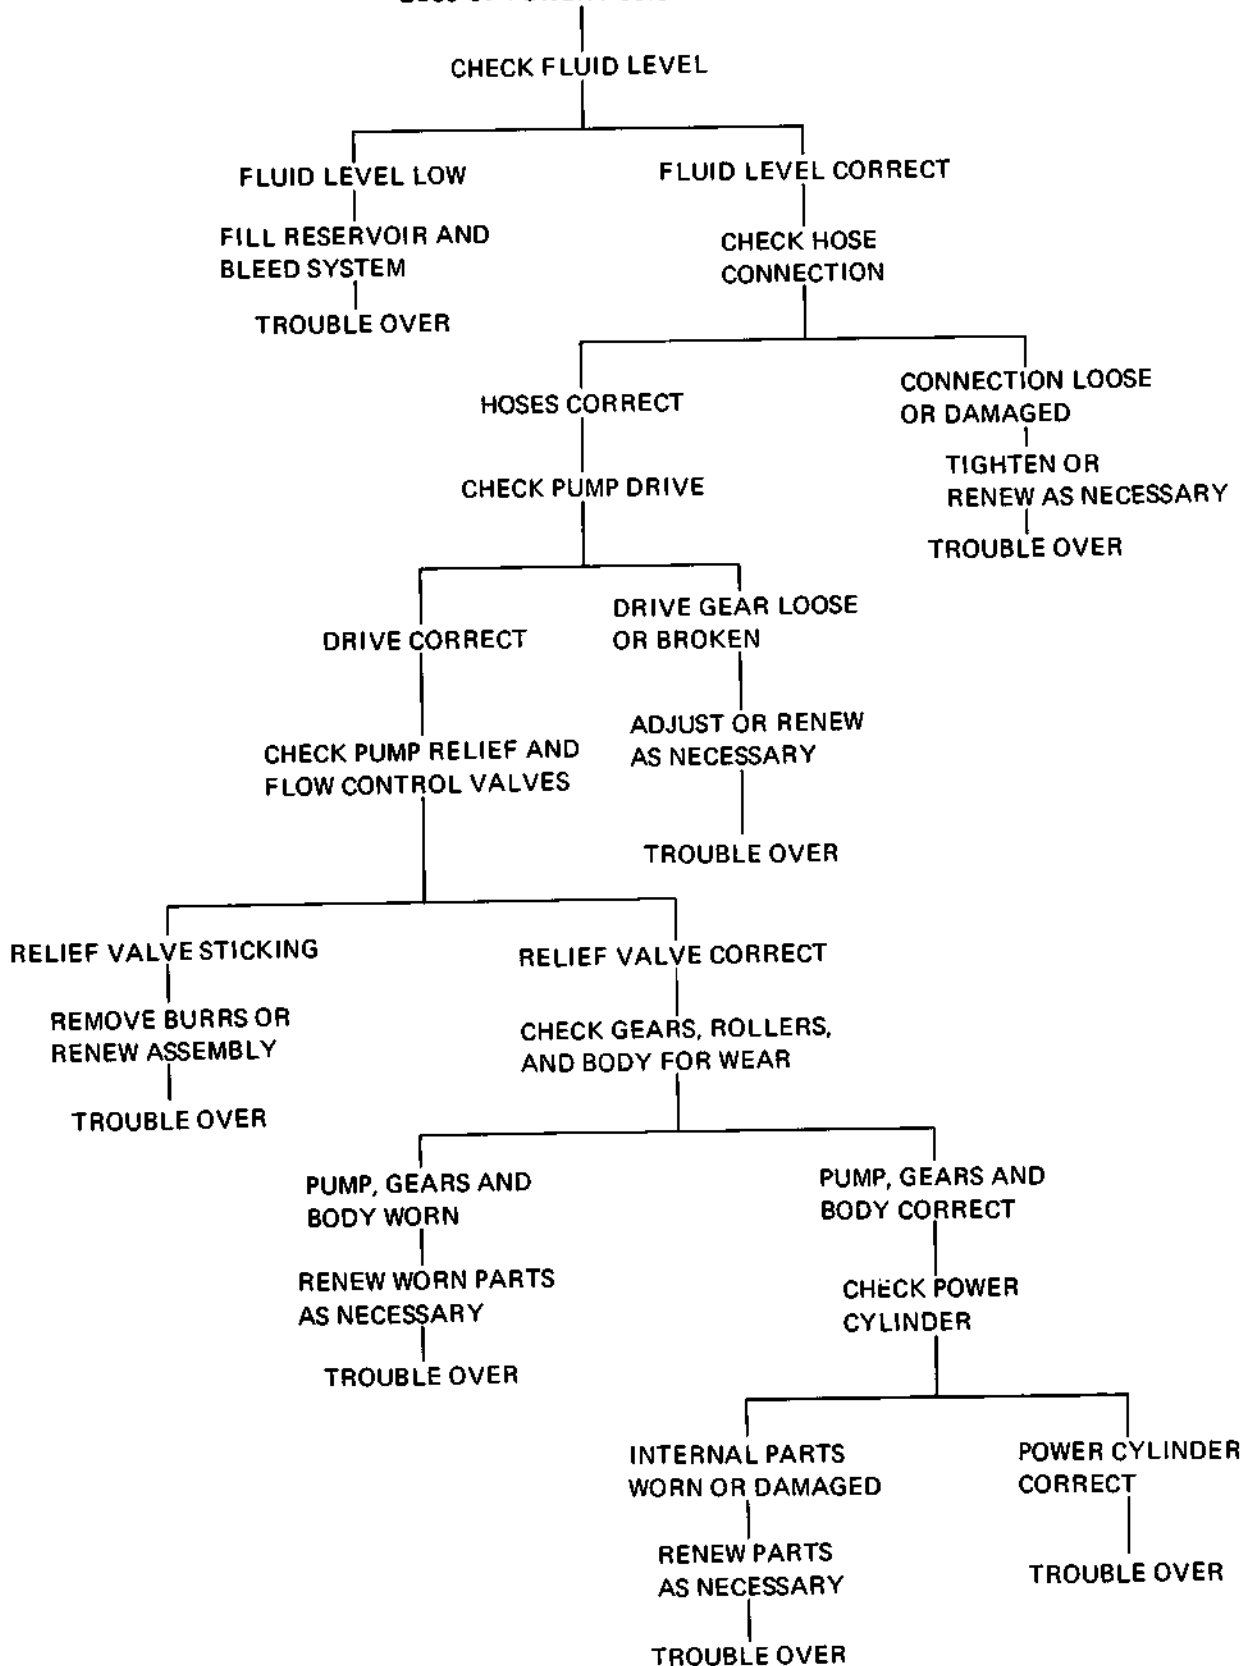 CHECK FLUID LEVEL
FLUID LEVEL LOW
FLUID LEVEL CORRECT
FILL RESERVOIR AND
BLEED SYSTEM
CHECK HOSE
CONNECTION
TROUBLE OVER
HOSES CORRECT
CONNECTION LOOSE
OR DAMAGED
CHECK PUMP DRIVE
TIGHTEN OR
RENEW AS NECESSARY
TROUBLE OVER
DRIVE CORRECT
DRIVE GEAR LOOSE
OR BROKEN
CHECK PUMP RELIEF AND
FLOW CONTROL VALVES
ADJUST OR RENEW
AS NECESSARY
TROUBLE OVER
RELIEF VALVE STICKING
RELIEF VALVE CORRECT
REMOVE BURRS OR
RENEW ASSEMBLY
CHECK GEARS, ROLLERS,
AND BODY FOR WEAR
TROUBLE OVER
PUMP, GEARS AND
BODY WORN
PUMP, GEARS AND
BODY CORRECT
RENEW WORN PARTS
AS NECESSARY
CHECK POWER
CYLINDER
TROUBLE OVER
INTERNAL PARTS
WORN OR DAMAGED
POWER CYLINDER
CORRECT
RENEW PARTS
AS NECESSARY
TROUBLE OVER
TROUBLE OVER